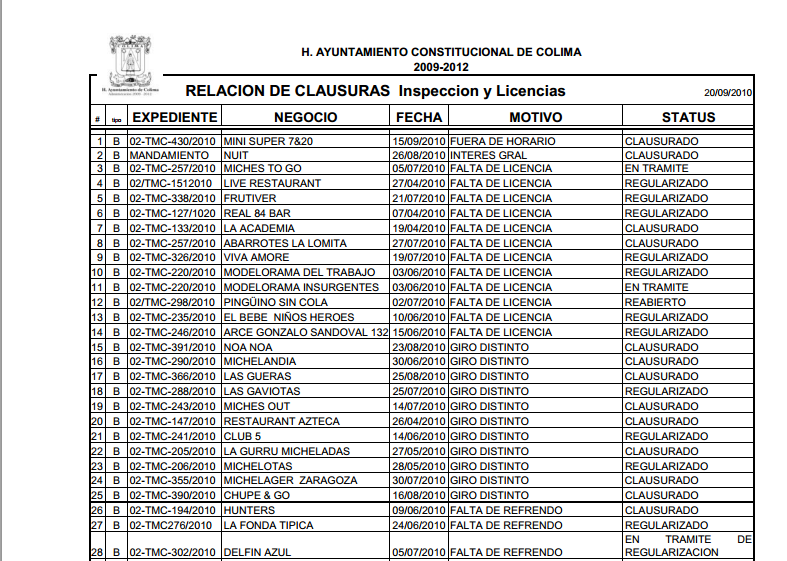 H. AYUNTAMIENTO CONSTITUCIONAL DE COLIMA
2009-2012
H. Ayuntamiento de Colima
RELACION DE CLAUSURAS Inspeccion y Licencias
20/09/2010
# tipo EXPEDIENTE NEGOCIO FECHA MOTIVO STATUS
1 B 02-TMC-430/2010 MINI SUPER 7&20 15/09/2010 FUERA DE HORARIO CLAUSURADO
2 B MANDAMIENTO NUIT 26/08/2010 INTERES GRAL CLAUSURADO
3 B 02-TMC-257/2010 MICHES TO GO 05/07/2010 FALTA DE LICENCIA EN TRAMITE
4 B 02/TMC-1512010 LIVE RESTAURANT 27/04/2010 FALTA DE LICENCIA REGULARIZADO
5 B 02-TMC-338/2010 FRUTIVER 21/07/2010 FALTA DE LICENCIA REGULARIZADO
6 B 02-TMC-127/1020 REAL 84 BAR 07/04/2010 FALTA DE LICENCIA REGULARIZADO
7 B 02-TMC-133/2010 LA ACADEMIA 19/04/2010 FALTA DE LICENCIA CLAUSURADO
8 B 02-TMC-257/2010 ABARROTES LA LOMITA 27/07/2010 FALTA DE LICENCIA CLAUSURADO
9 B 02-TMC-326/2010 VIVA AMORE 19/07/2010 FALTA DE LICENCIA REGULARIZADO
10 B 02-TMC-220/2010 MODELORAMA DEL TRABAJO 03/06/2010 FALTA DE LICENCIA REGULARIZADO
11 B 02-TMC-220/2010 MODELORAMA INSURGENTES 03/06/2010 FALTA DE LICENCIA EN TRAMITE
12 B 02/TMC-298/2010 PINGÜINO SIN COLA 02/07/2010 FALTA DE LICENCIA REABIERTO
13 B 02-TMC-235/2010 EL BEBE NIÑOS HEROES 10/06/2010 FALTA DE LICENCIA REGULARIZADO
14 B 02-TMC-246/2010 ARCE GONZALO SANDOVAL 132 15/06/2010 FALTA DE LICENCIA REGULARIZADO
15 B 02-TMC-391/2010 NOA NOA 23/08/2010 GIRO DISTINTO CLAUSURADO
16 B 02-TMC-290/2010 MICHELANDIA 30/06/2010 GIRO DISTINTO CLAUSURADO
17 B 02-TMC-366/2010 LAS GUERAS 25/08/2010 GIRO DISTINTO CLAUSURADO
18 B 02-TMC-288/2010 LAS GAVIOTAS 25/07/2010 GIRO DISTINTO REGULARIZADO
19 B 02-TMC-243/2010 MICHES OUT 14/07/2010 GIRO DISTINTO CLAUSURADO
20 B 02-TMC-147/2010 RESTAURANT AZTECA 26/04/2010 GIRO DISTINTO CLAUSURADO
21 B 02-TMC-241/2010 CLUB 5 14/06/2010 GIRO DISTINTO REGULARIZADO
22 B 02-TMC-205/2010 LA GURRU MICHELADAS 27/05/2010 GIRO DISTINTO CLAUSURADO
23 B 02-TMC-206/2010 MICHELOTAS 28/05/2010 GIRO DISTINTO REGULARIZADO
24 B 02-TMC-355/2010 MICHELAGER ZARAGOZA 30/07/2010 GIRO DISTINTO CLAUSURADO
25 B 02-TMC-390/2010 CHUPE & GO 16/08/2010 GIRO DISTINTO CLAUSURADO
26 B 02-TMC-194/2010 HUNTERS 09/06/2010 FALTA DE REFRENDO CLAUSURADO
27 B 02-TMC276/2010 LA FONDA TIPICA 24/06/2010 FALTA DE REFRENDO REGULARIZADO
EN TRAMITE DE
28 B 02-TMC-302/2010 DELFIN AZUL 05/07/2010 FALTA DE REFRENDO REGULARIZACION